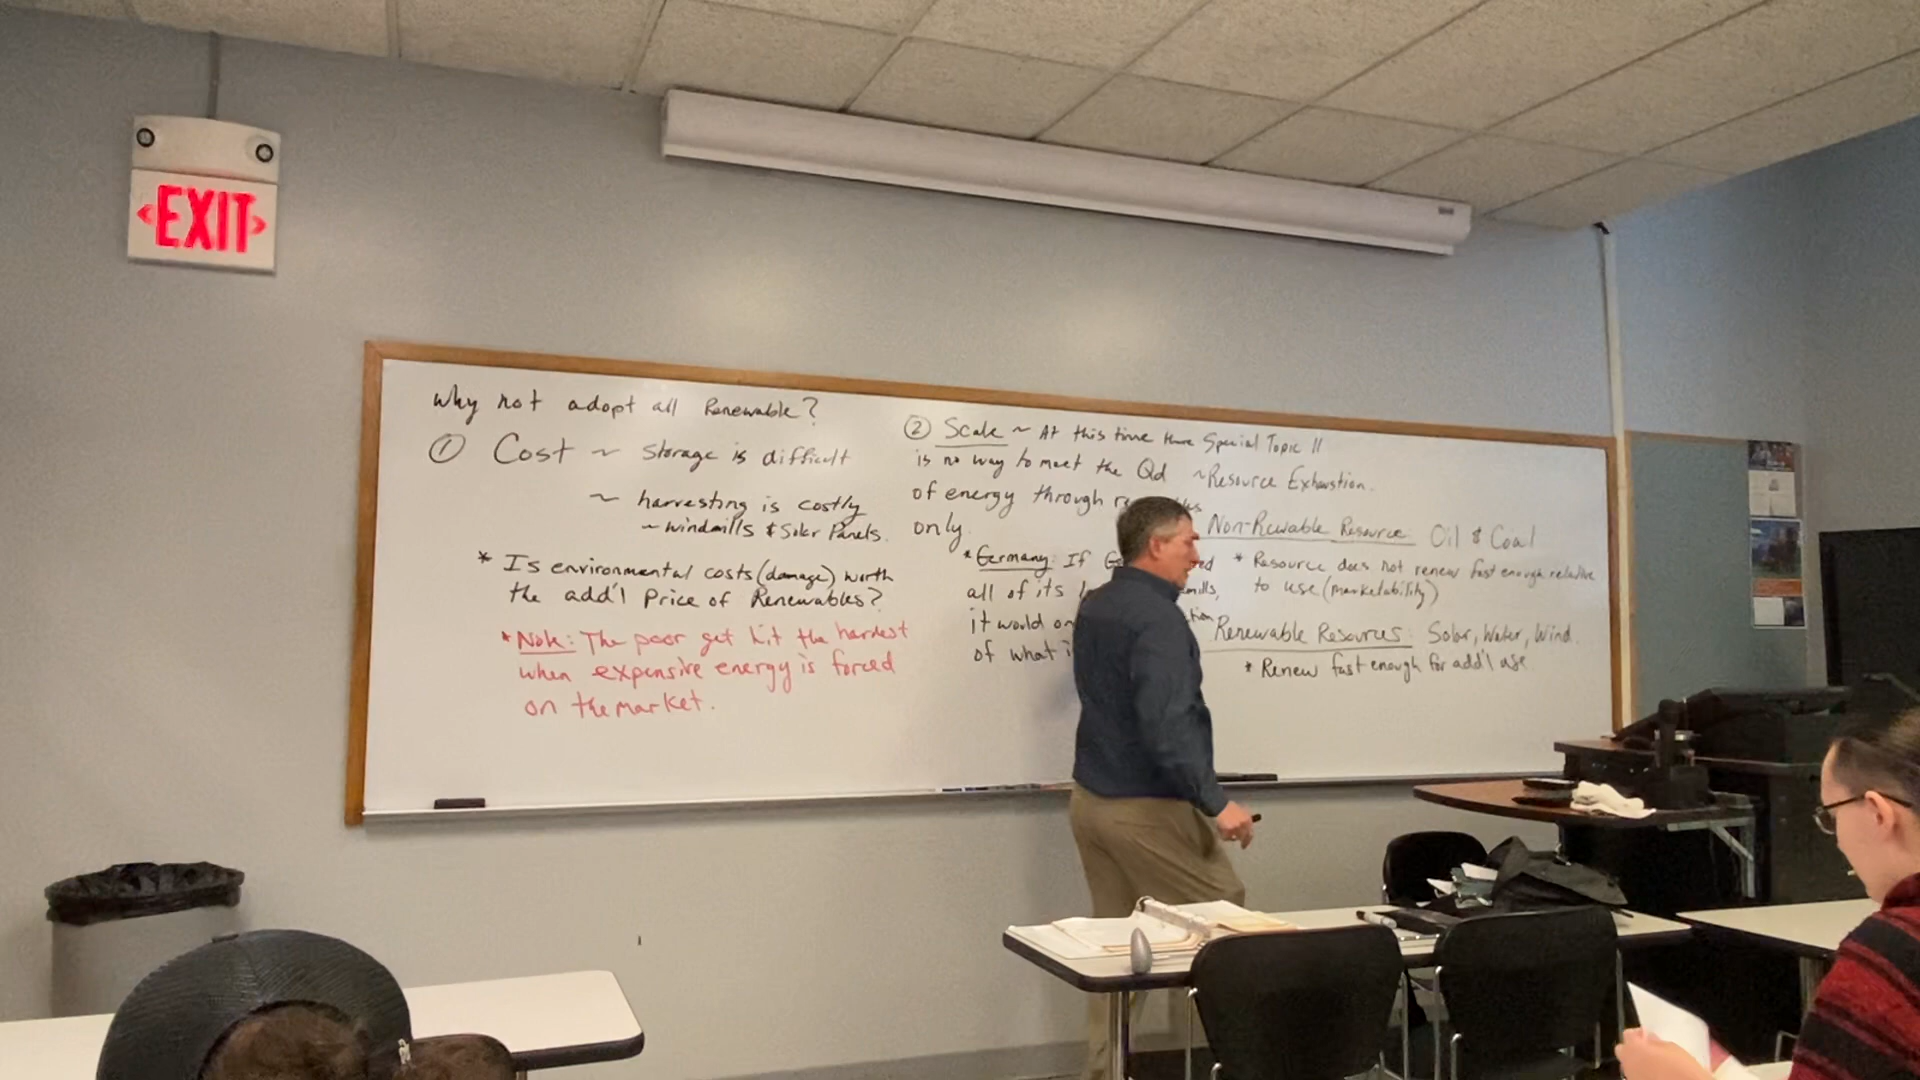 EXIT
Why not adopt all Renewable?
① Cost ~ Storage is difficult
~ harvesting is costly
~ windmills & Solar Panels.
* Is environmental costs (damage) worth
the add'l Price of Renewables?
* Note: The poor get hit the hardest
when expensive energy is forced
on the market.
② Scale ~ At this time there
is no way to meet the Qd
of energy through
only.
* Germany: If
all of its
it would
of what
Special Topic 11
~ Resource Exhaustion.
Non-Rewable Resource: Oil & Coal
* Resource does not renew fast enough relative
to use (marketability)
Renewable Resources: Solar, Water, Wind.
* Renew fast enough for add'l use